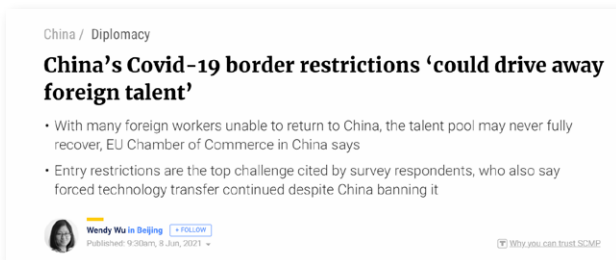 China / Diplomacy
China's Covid-19 border restrictions 'could drive away
foreign talent'
• With many foreign workers unable to return to China, the talent pool may never fully
recover, EU Chamber of Commerce in China says
• Entry restrictions are the top challenge cited by survey respondents, who also say
forced technology transfer continued despite China banning it
Wendy Wu in Beijing + FOLLOW
Published: 9:30am, 8 Jun, 2021
Why you can trust SCMP